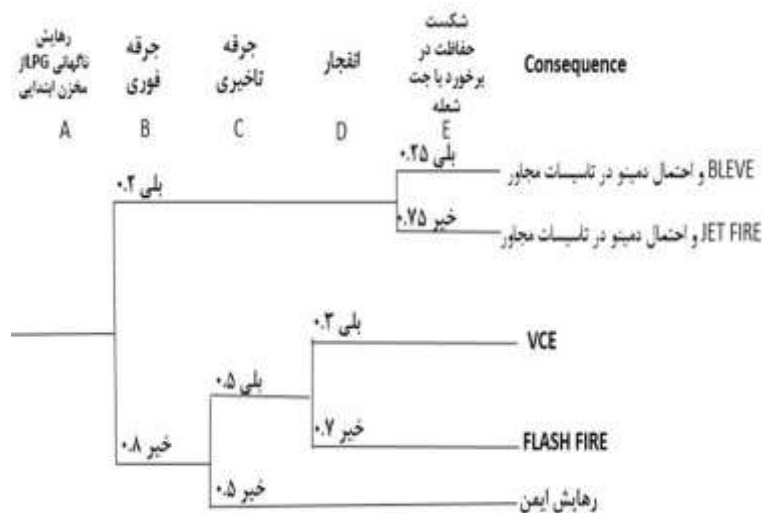 رهایش
ناگهانی LPGاز
مخزن ابتدایی
A
جرقه
فوری
B
جرقه
تاخیری
C
انفجار
D
شکست
حفاظت در
برخورد با جت
شعله
E
Consequence
بلی ۰.۲
بلی ۰.۲۵
BLEVE و احتمال دمینو در تاسیسات مجاور
خیر ۰.۷۵
JET FIRE و احتمال دمینو در تاسیسات مجاور
خیر ۰.۸
بلی ۰.۵
بلی ۰.۳
VCE
خیر ۰.۷
FLASH FIRE
خیر ۰.۵
رهایش ایمن